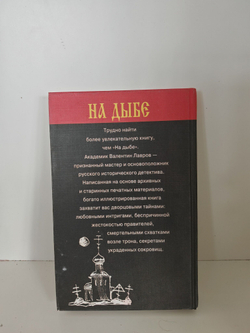 НА ДЫБЕ
Трудно найти
более увлекательную книгу,
чем «На дыбе».
Академик Валентин Лавров —
признанный мастер и основоположник
русского исторического детектива.
Написанная на основе архивных
и старинных печатных материалов,
богато иллюстрированная книга
захватит вас дворцовыми тайнами,
любовными интригами, беспричинной
жестокостью правителей,
смертельными схватками
возле трона, секретами
украденных сокровищ.